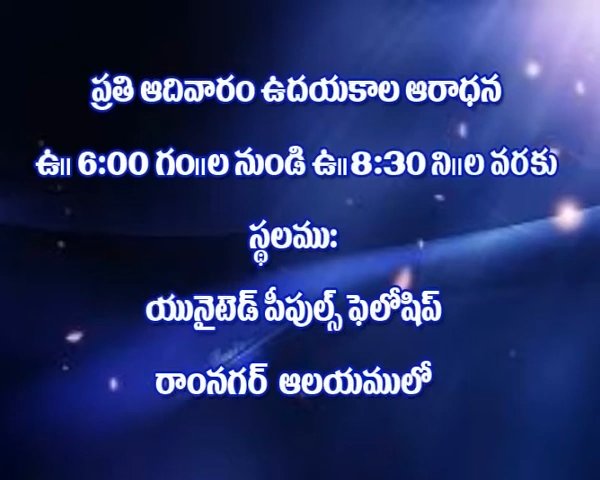 ప్రతి ఆదివారం ఉదయకాల ఆరాధన
ఉ॥ 6:00 గం॥ల నుండి ఉ॥8:30 ని॥ల వరకు
స్థలము:
యునైటెడ్ పీపుల్స్ ఫెలోషిప్
రాంనగర్ ఆలయములో